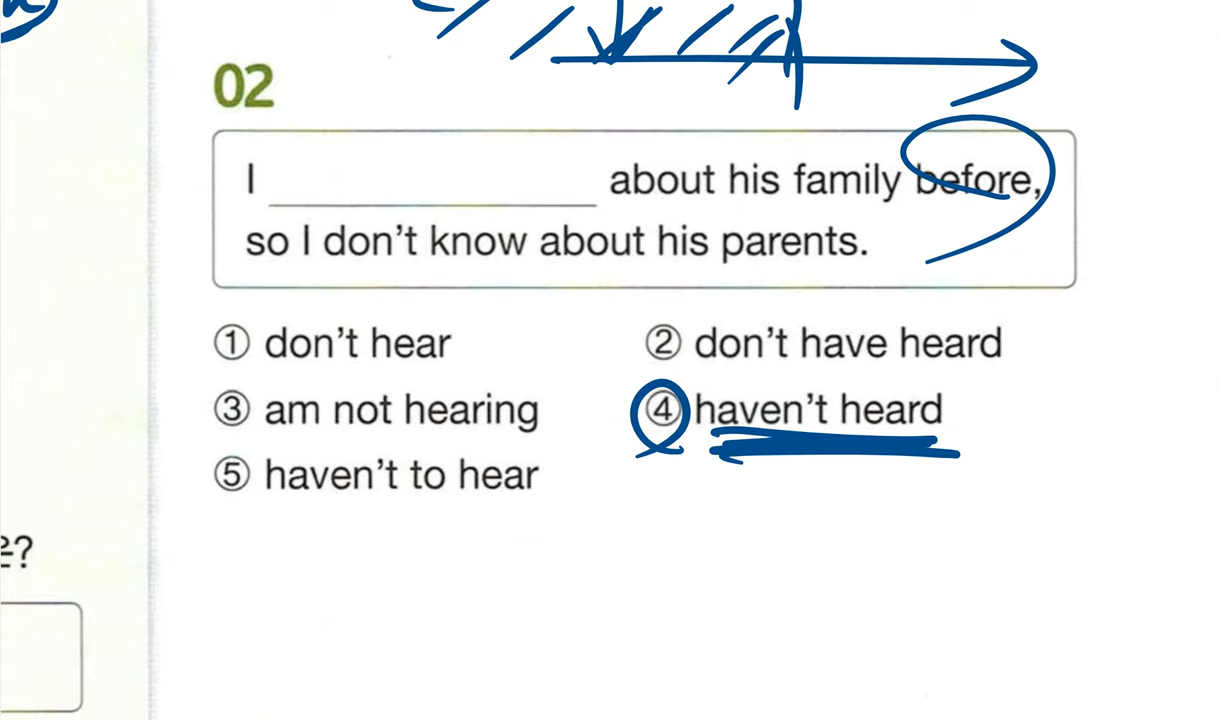 02
I ____________ about his family before,
so I don't know about his parents.
① don't hear
② don't have heard
③ am not hearing
④ haven't heard
⑤ haven't to hear
?